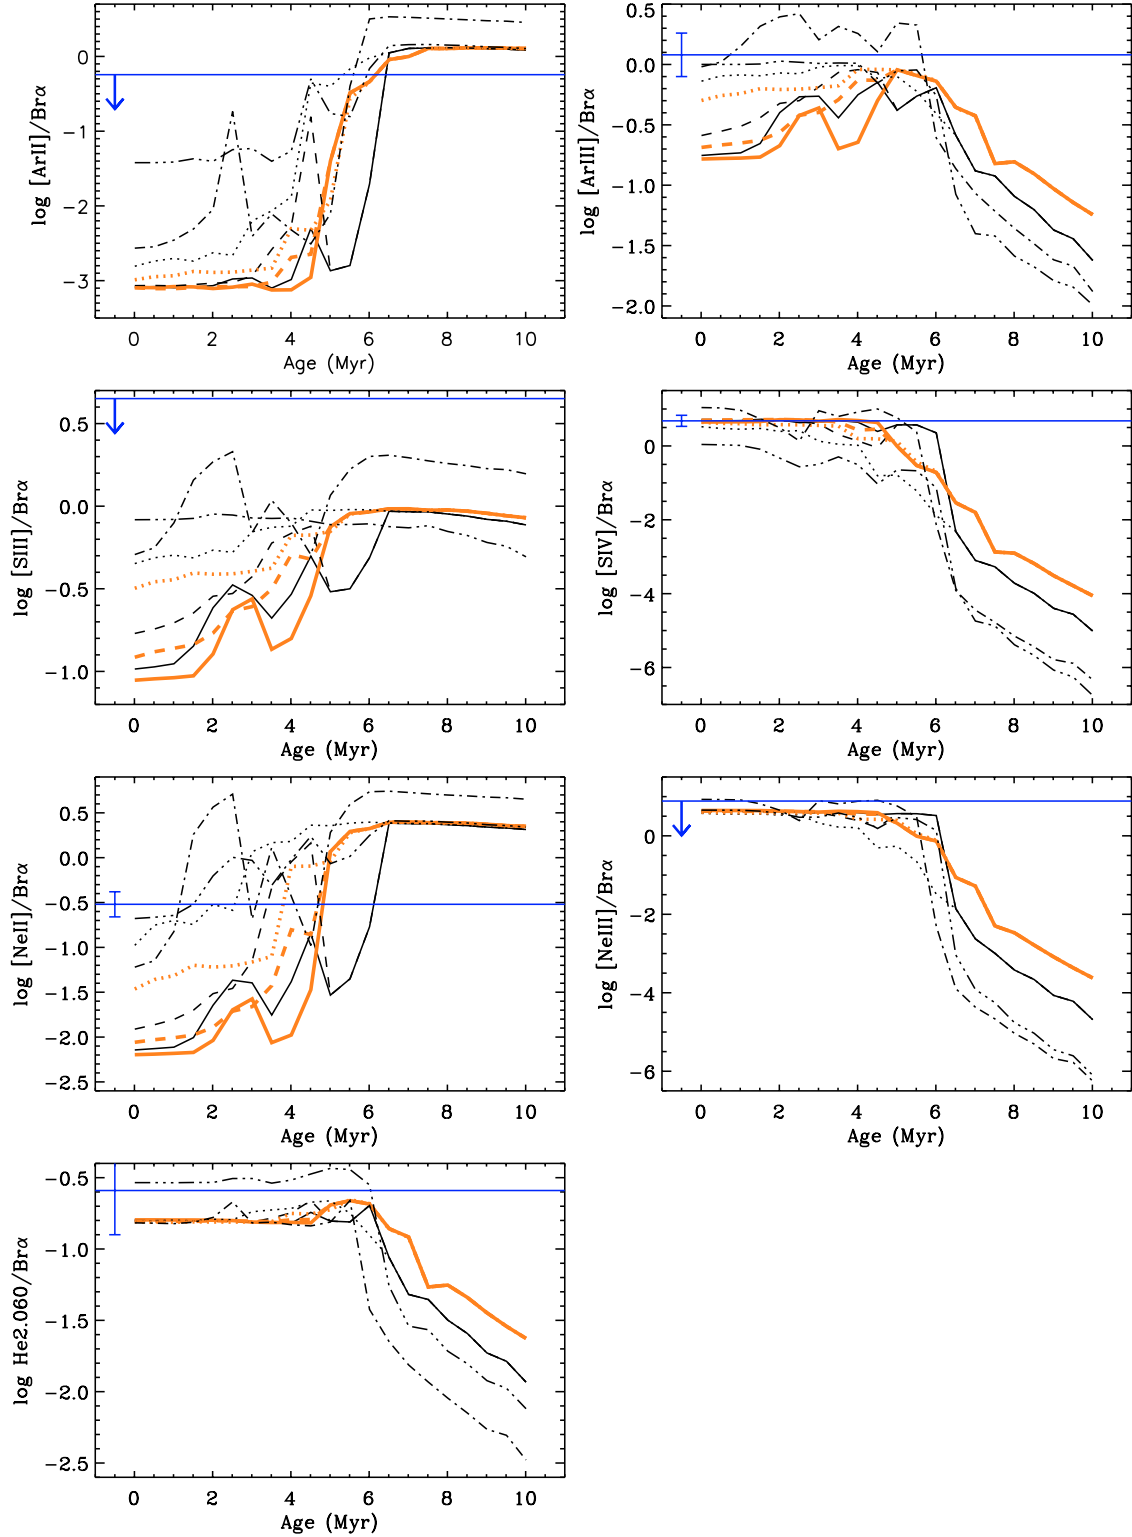 log [ArII]/Brα
0
−1
−2
−3
0 2 4 6 8 10
Age (Myr)
log [ArIII]/Brα
0.5
0.0
−0.5
−1.0
−1.5
−2.0
0 2 4 6 8 10
Age (Myr)
log [SIII]/Brα
0.5
0.0
−0.5
−1.0
0 2 4 6 8 10
Age (Myr)
log [SIV]/Brα
0
−2
−4
−6
0 2 4 6 8 10
Age (Myr)
log [NeII]/Brα
0.5
0.0
−0.5
−1.0
−1.5
−2.0
−2.5
0 2 4 6 8 10
Age (Myr)
log [NeIII]/Brα
0
−2
−4
−6
0 2 4 6 8 10
Age (Myr)
log He2.060/Brα
−0.5
−1.0
−1.5
−2.0
−2.5
0 2 4 6 8 10
Age (Myr)